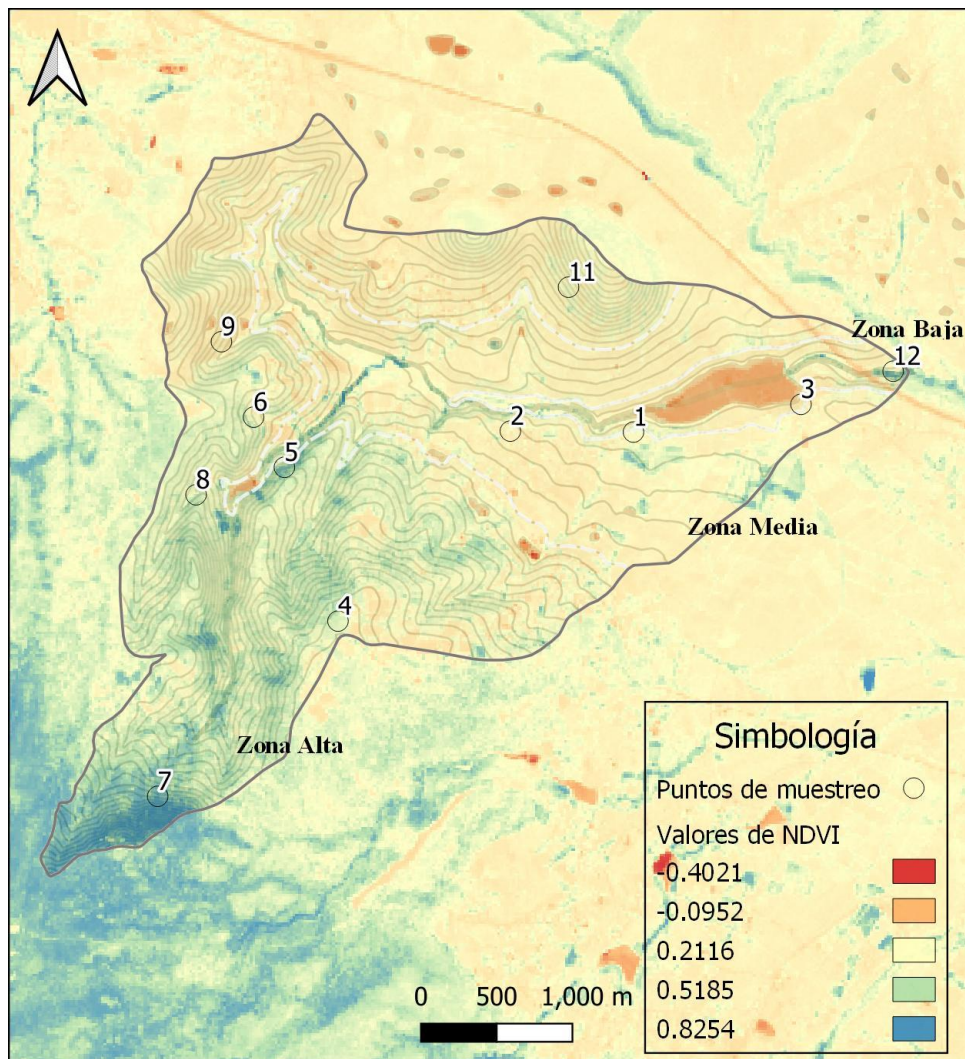 11
Zona Baja
9
12
3
6
2
1
5
8
Zona Media
4
Zona Alta
7
Simbología
Puntos de muestreo
Valores de NDVI
-0.4021
-0.0952
0.2116
0.5185
0.8254
0 500 1,000 m